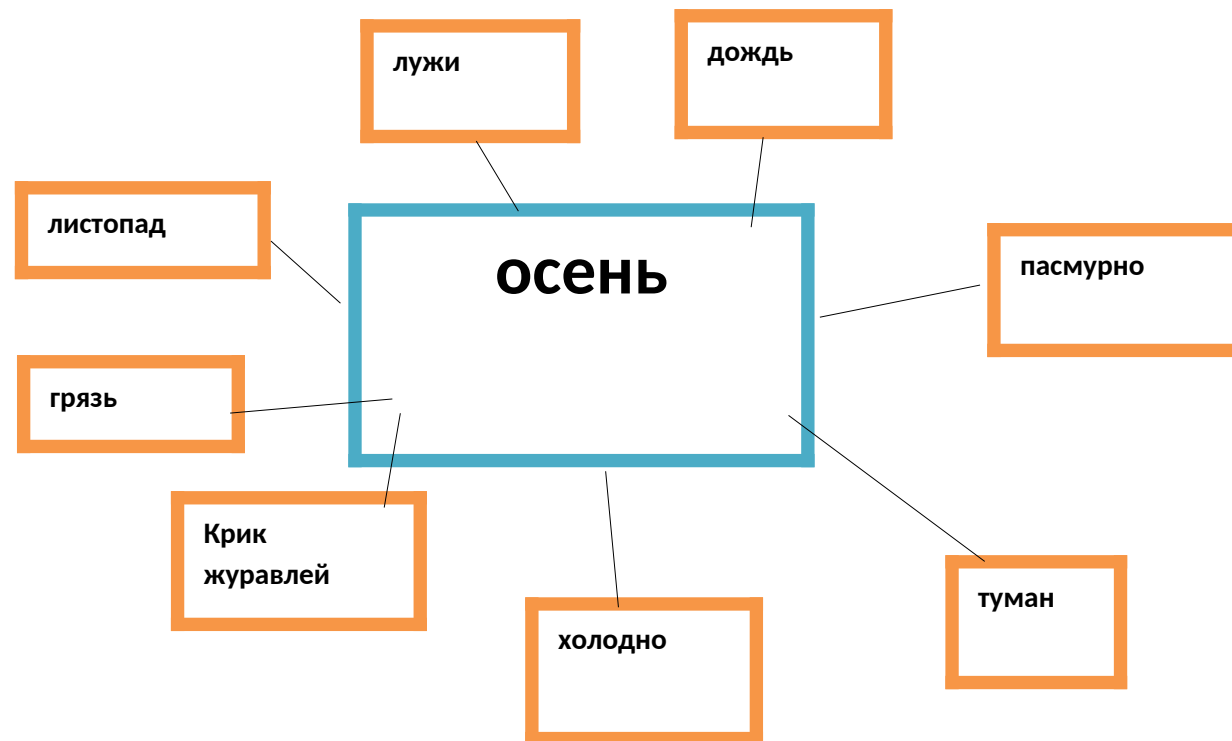 лужи
дождь
листопад
осень
пасмурно
грязь
Крик
журавлей
туман
холодно